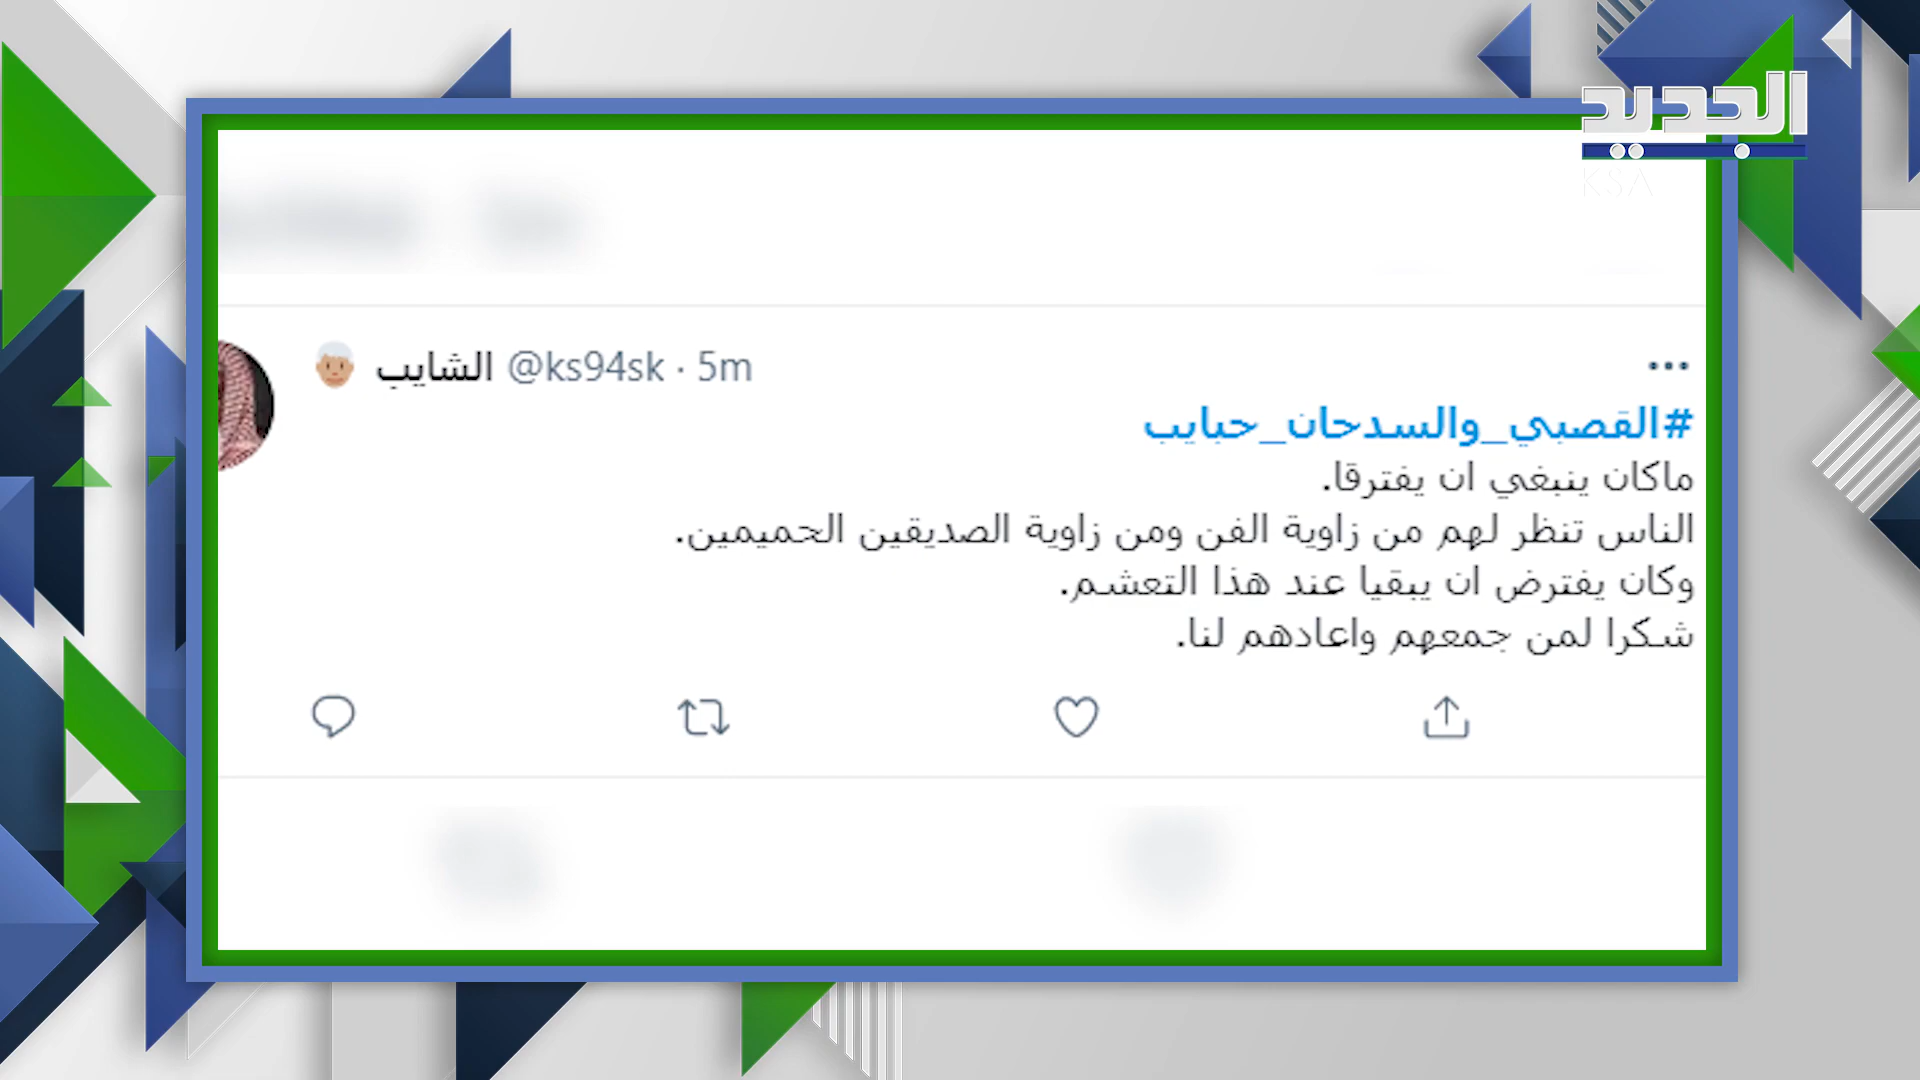 الجديد
KSA
الشايب @ks94sk · 5m
#القصبي_والسدحان_حبايب
ماكان ينبغي ان يفترقا.
الناس تنظر لهم من زاوية الفن ومن زاوية الصديقين الحميمين.
وكان يفترض ان يبقيا عند هذا التعشم.
شكرا لمن جمعهم واعادهم لنا.